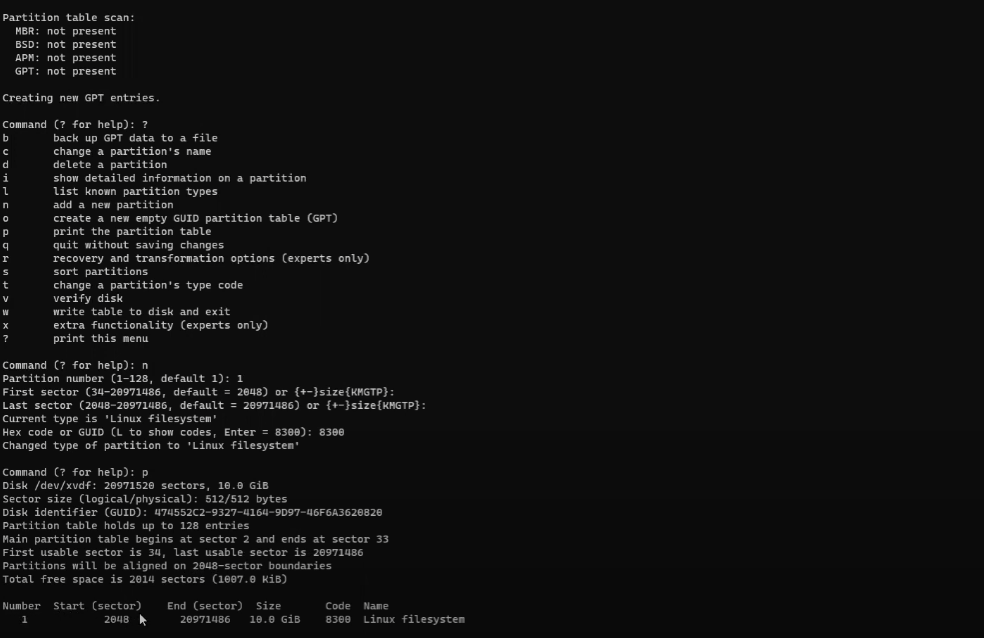 Partition table scan:
  MBR: not present
  BSD: not present
  APM: not present
  GPT: not present

Creating new GPT entries.

Command (? for help): ?
b       back up GPT data to a file
c       change a partition's name
d       delete a partition
i       show detailed information on a partition
l       list known partition types
n       add a new partition
o       create a new empty GUID partition table (GPT)
p       print the partition table
q       quit without saving changes
r       recovery and transformation options (experts only)
s       sort partitions
t       change a partition's type code
v       verify disk
w       write table to disk and exit
x       extra functionality (experts only)
?       print this menu

Command (? for help): n
Partition number (1-128, default 1): 1
First sector (34-20971486, default = 2048) or {+-}size{KMGTP}:
Last sector (2048-20971486, default = 20971486) or {+-}size{KMGTP}:
Current type is 'Linux filesystem'
Hex code or GUID (L to show codes, Enter = 8300): 8300
Changed type of partition to 'Linux filesystem'

Command (? for help): p
Disk /dev/xvdf: 20971520 sectors, 10.0 GiB
Sector size (logical/physical): 512/512 bytes
Disk identifier (GUID): 474552C2-9327-4164-9D97-46F6A3620820
Partition table holds up to 128 entries
Main partition table begins at sector 2 and ends at sector 33
First usable sector is 34, last usable sector is 20971486
Partitions will be aligned on 2048-sector boundaries
Total free space is 2014 sectors (1007.0 KiB)

Number  Start (sector)    End (sector)  Size       Code  Name
   1            2048        20971486   10.0 GiB    8300  Linux filesystem